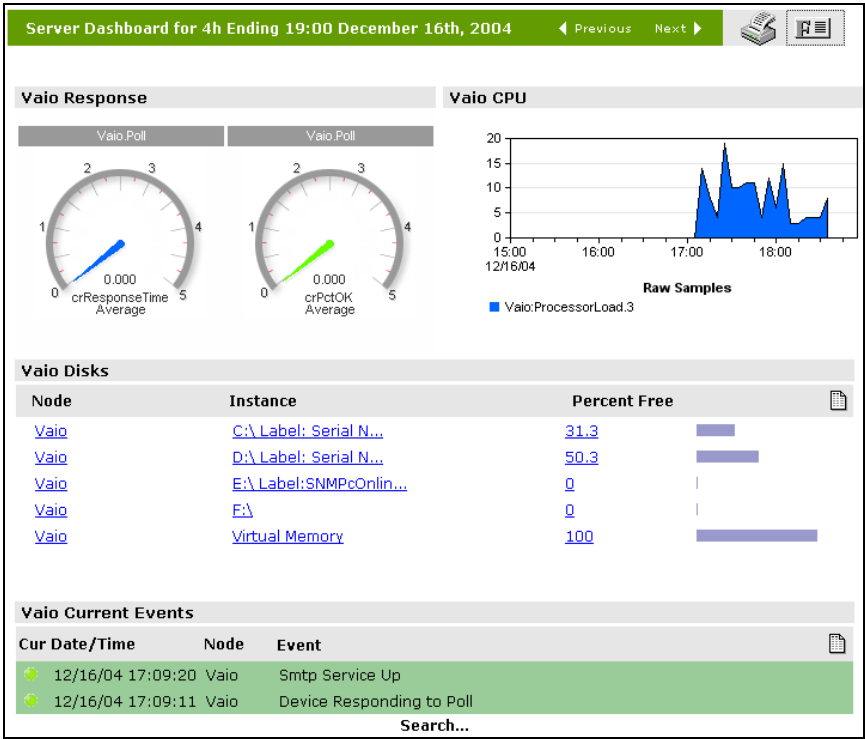 Server Dashboard for 4h Ending 19:00 December 16th, 2004 Previous Next
F
Vaio Response
Vaio.Poll Vaio.Poll
0 1 2 3 4 5
0.000
crResponseTime
Average
0 1 2 3 4 5
0.000
crPctOK
Average
Vaio CPU
20
15
10
5
0
15:00 16:00 17:00 18:00
12/16/04
Raw Samples
Vaio:ProcessorLoad.3
Vaio Disks
Node Instance Percent Free
Vaio C:\ Label: Serial N... 31.3
Vaio D:\ Label: Serial N... 50.3
Vaio E:\ Label:SNMPcOnlin... 0
Vaio F:\ 0
Vaio Virtual Memory 100
Vaio Current Events
Cur Date/Time Node Event
12/16/04 17:09:20 Vaio Smtp Service Up
12/16/04 17:09:11 Vaio Device Responding to Poll
Search...